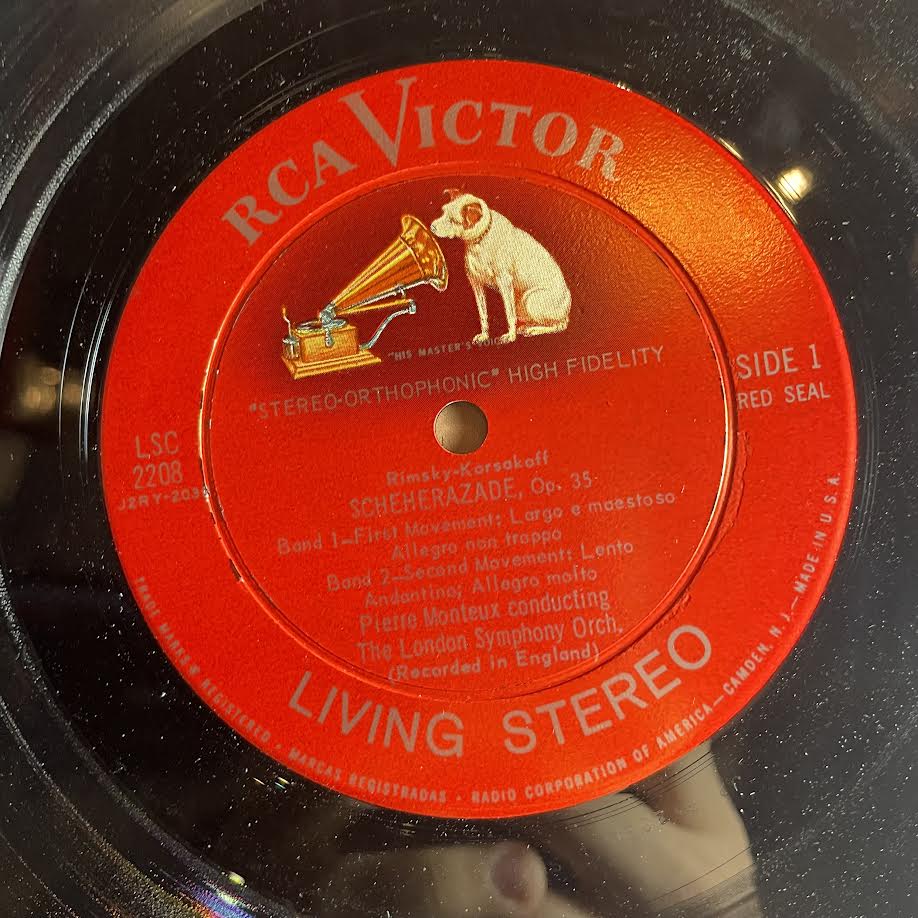 RCA VICTOR
"HIS MASTER'S VOICE"
"STEREO-ORTHOPHONIC" HIGH FIDELITY
SIDE 1
RED SEAL
LSC
2208
J2RY-2035
Rimsky-Korsakoff
SCHEHERAZADE, Op. 35
Band 1—First Movement: Largo e maestoso
Allegro non troppo
Band 2—Second Movement: Lento
Andantino; Allegro molto
Pierre Monteux conducting
The London Symphony Orch.
(Recorded in England)
LIVING STEREO
TRADE MARKS ® REGISTERED • MARCAS REGISTRADAS • RADIO CORPORATION OF AMERICA—CAMDEN, N. J.—MADE IN U.S.A.